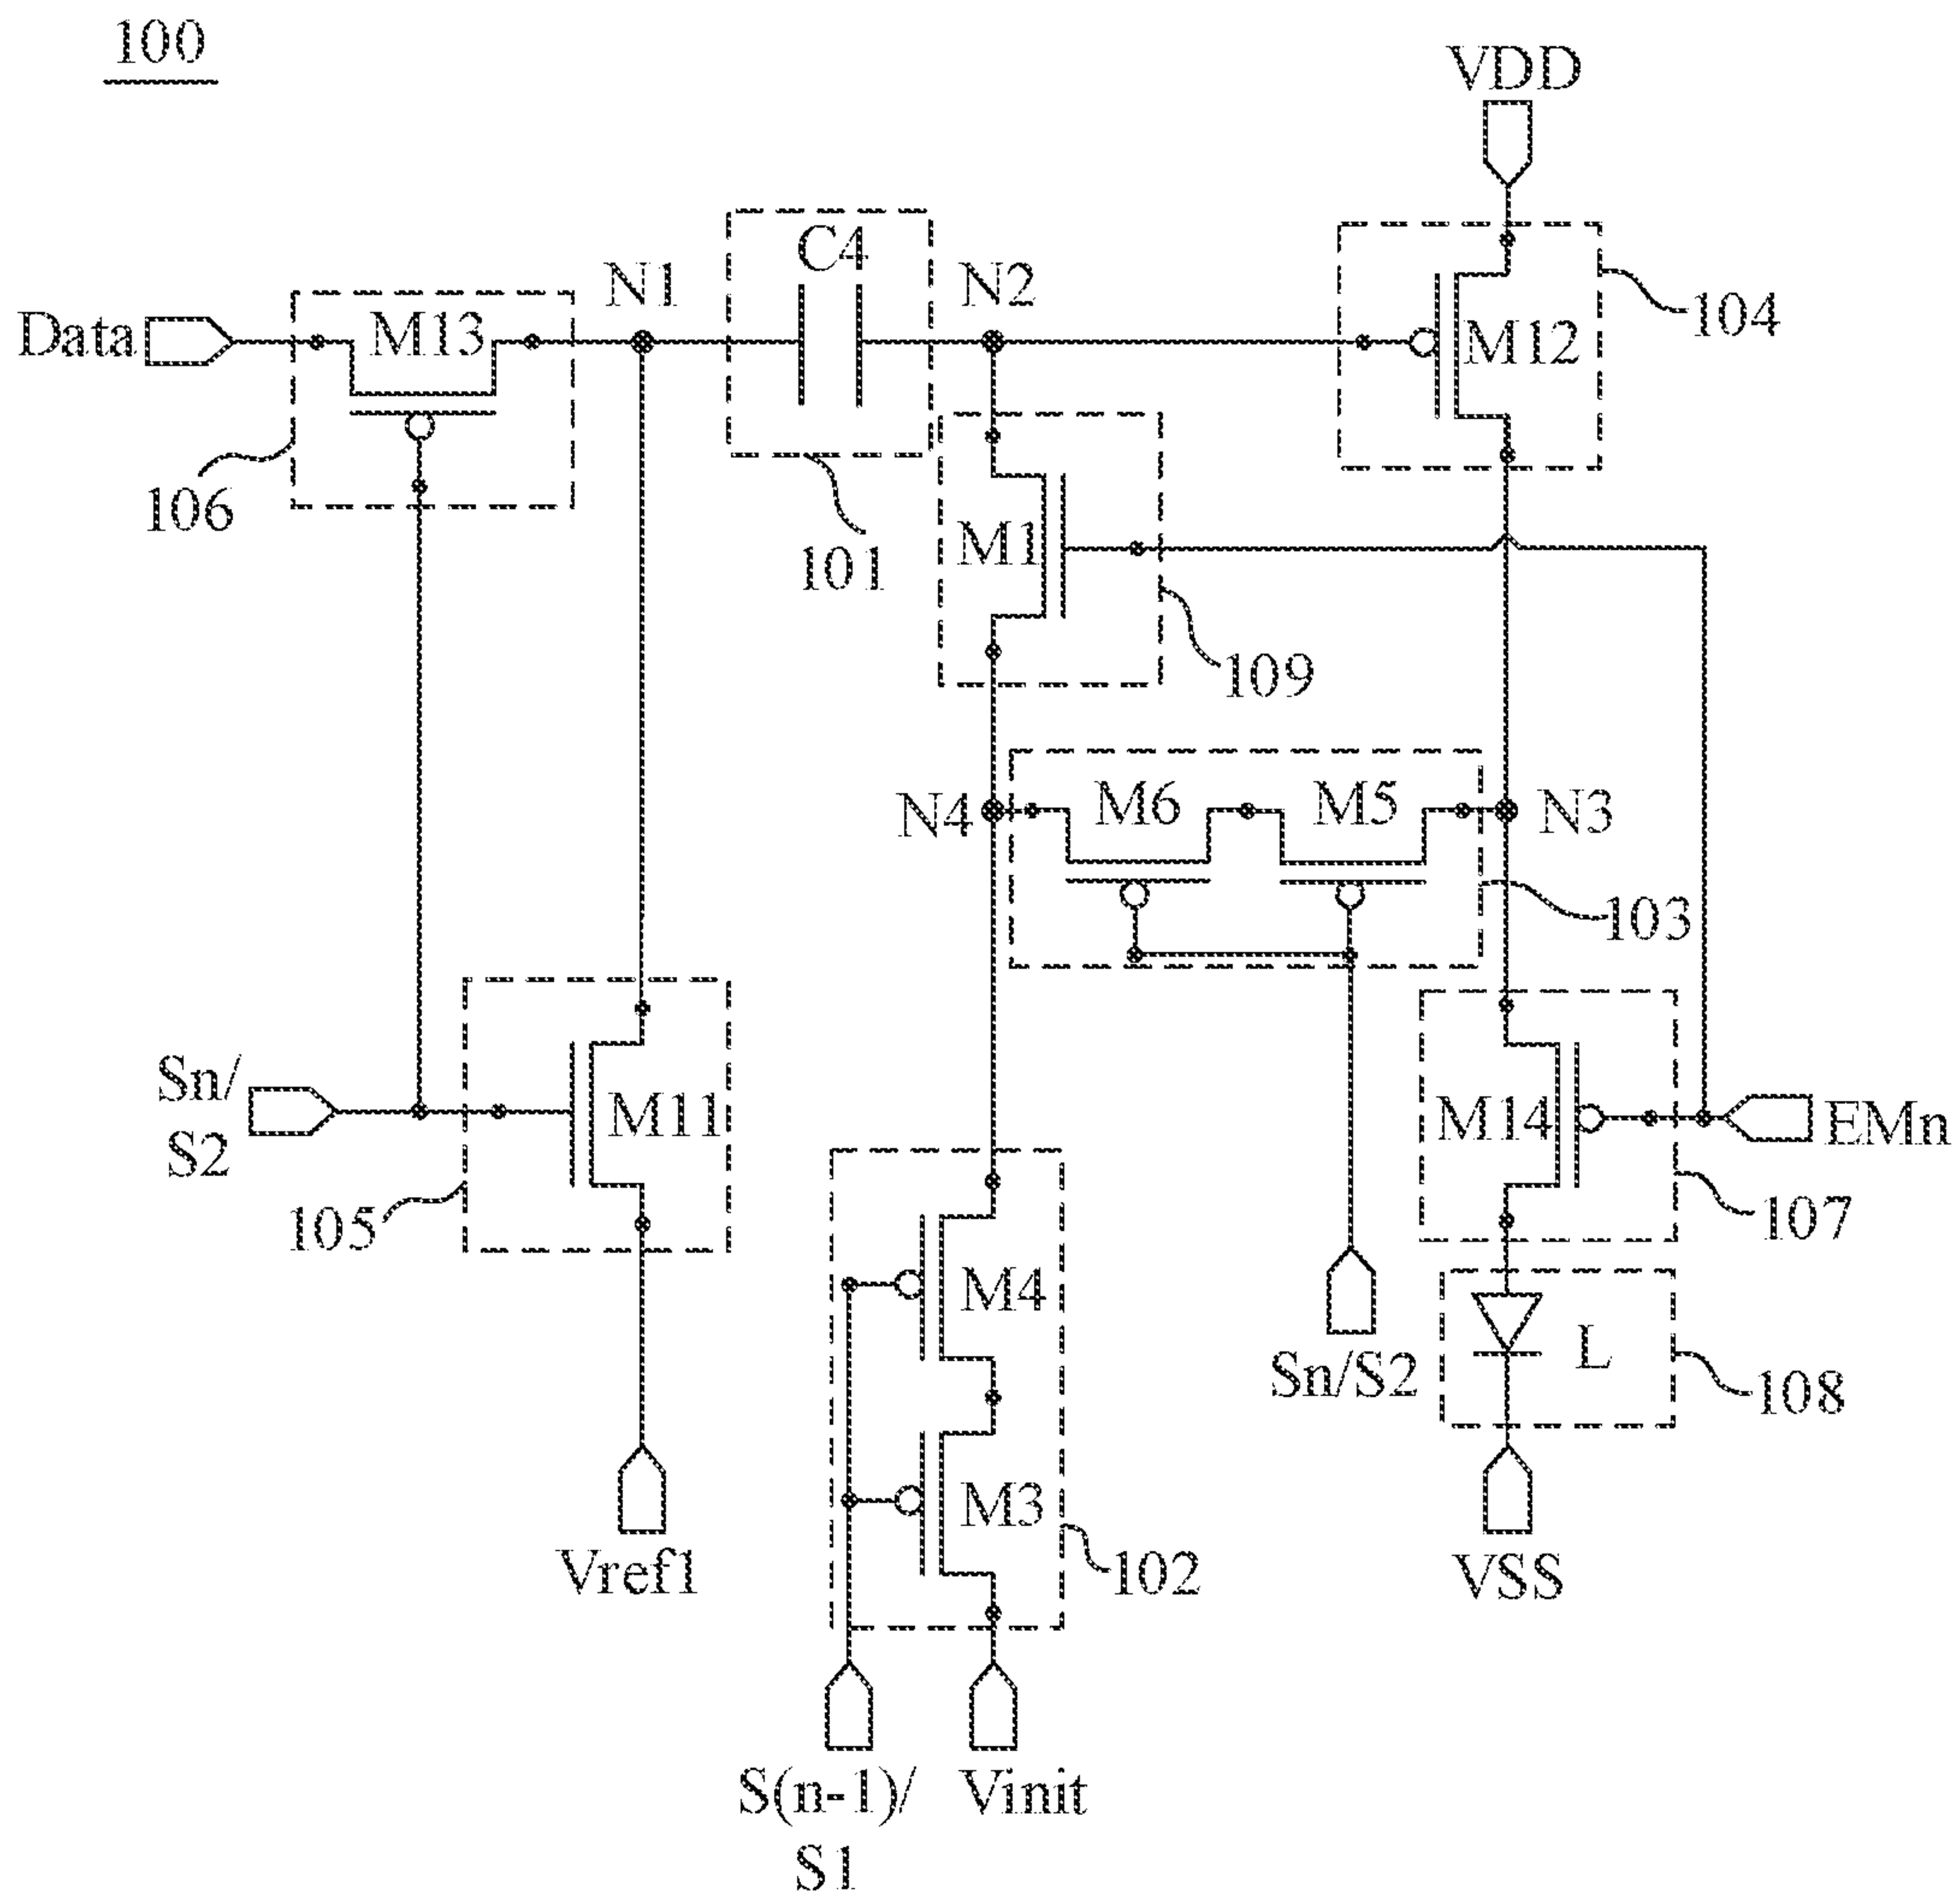 100
VDD
C4
N1
N2
Data
M13
M12
104
106
101
M1
109
N4
M6
M5
N3
103
Sn/
S2
M11
M14
EMn
105
107
M4
Sn/S2
L
108
M3
Vref1
102
VSS
S(n-1)/
S1
Vinit